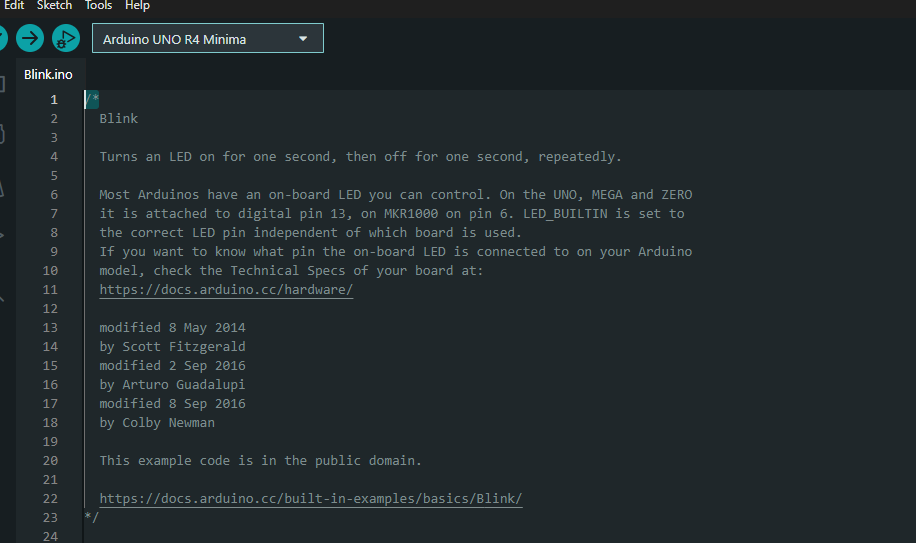 Edit Sketch Tools Help
Arduino UNO R4 Minima
Blink.ino
1 /*
2 Blink
3
4 Turns an LED on for one second, then off for one second, repeatedly.
5
6 Most Arduinos have an on-board LED you can control. On the UNO, MEGA and ZERO
7 it is attached to digital pin 13, on MKR1000 on pin 6. LED_BUILTIN is set to
8 the correct LED pin independent of which board is used.
9 If you want to know what pin the on-board LED is connected to on your Arduino
10 model, check the Technical Specs of your board at:
11 https://docs.arduino.cc/hardware/
12
13 modified 8 May 2014
14 by Scott Fitzgerald
15 modified 2 Sep 2016
16 by Arturo Guadalupi
17 modified 8 Sep 2016
18 by Colby Newman
19
20 This example code is in the public domain.
21
22 https://docs.arduino.cc/built-in-examples/basics/Blink/
23 */
24